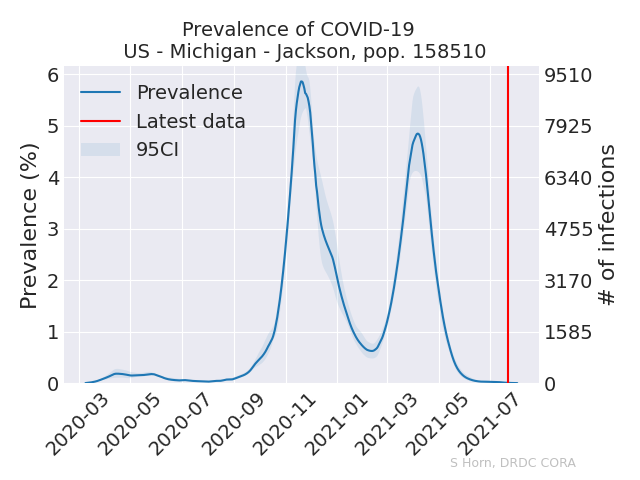 Prevalence of COVID-19
US - Michigan - Jackson, pop. 158510
Prevalence
Latest data
95CI
Prevalence (%)
6
5
4
3
2
1
0
9510
7925
6340
4755
3170
1585
0
# of infections
2020-03
2020-05
2020-07
2020-09
2020-11
2021-01
2021-03
2021-05
2021-07
S Horn, DRDC CORA